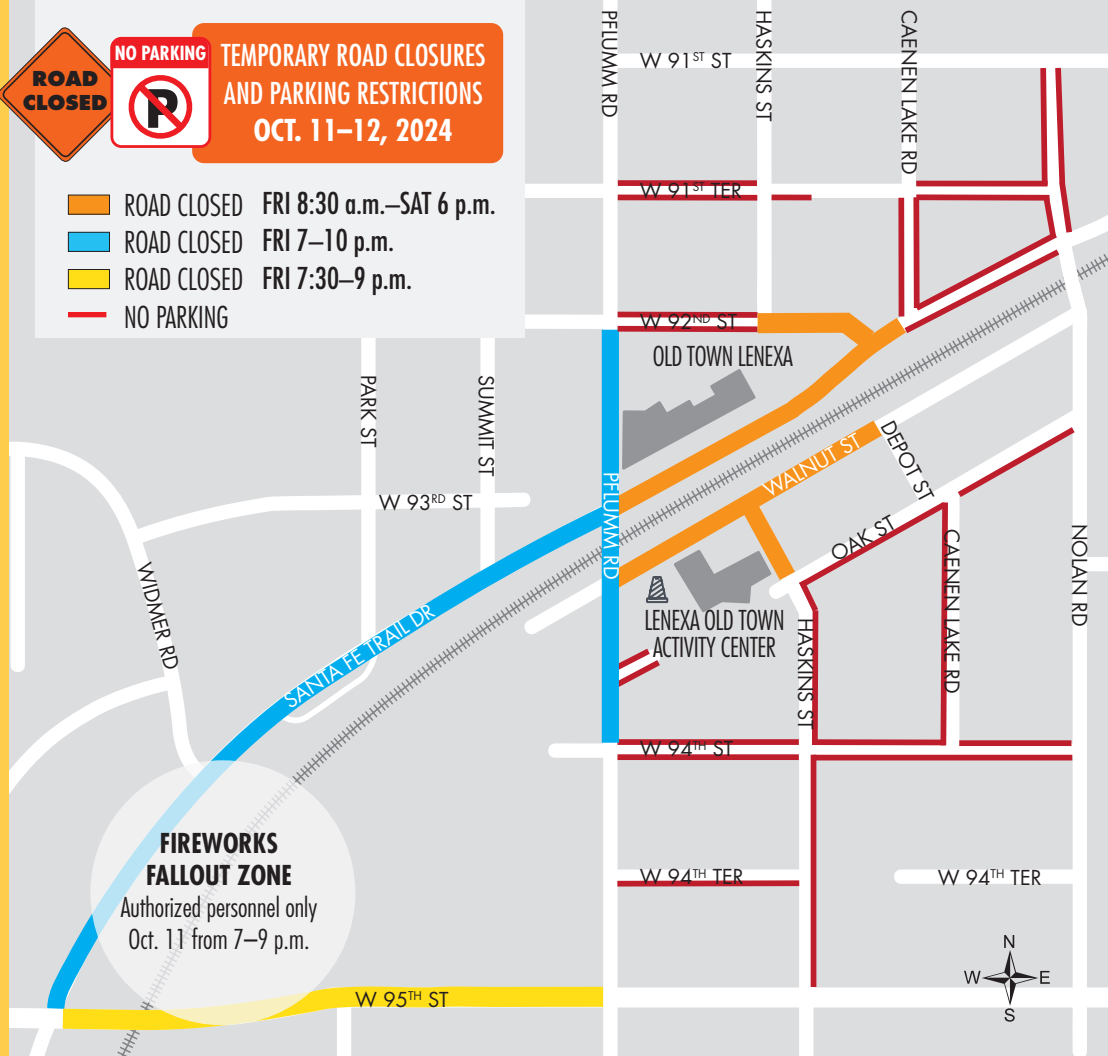 ROAD
CLOSED
NO PARKING
P
TEMPORARY ROAD CLOSURES
AND PARKING RESTRICTIONS
OCT. 11–12, 2024
ROAD CLOSED FRI 8:30 a.m.–SAT 6 p.m.
ROAD CLOSED FRI 7–10 p.m.
ROAD CLOSED FRI 7:30–9 p.m.
NO PARKING
PFLUMM RD
HASKINS ST
CAENEN LAKE RD
W 91ST ST
W 91ST TER
W 92ND ST
OLD TOWN LENEXA
PARK ST
SUMMIT ST
W 93RD ST
WALNUT ST
DEPOT ST
PFLUMM RD
OAK ST
CAENEN LAKE RD
NOLAN RD
WIDMER RD
SANTA FE TRAIL DR
LENEXA OLD TOWN
ACTIVITY CENTER
HASKINS ST
W 94TH ST
FIREWORKS
FALLOUT ZONE
Authorized personnel only
Oct. 11 from 7–9 p.m.
W 94TH TER
W 94TH TER
W 95TH ST
N
W E
S